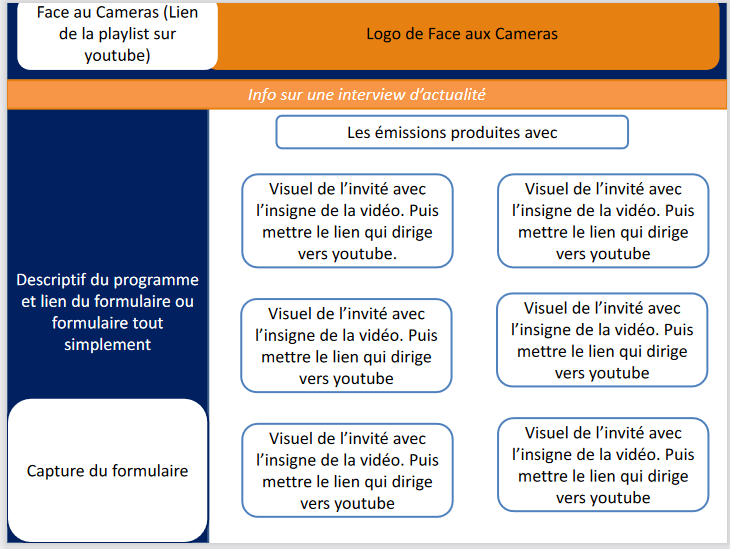 Face au Cameras (Lien
de la playlist sur
youtube)
Logo de Face aux Cameras
Info sur une interview d’actualité
Les émissions produites avec
Visuel de l’invité avec
l’insigne de la vidéo. Puis
mettre le lien qui dirige
vers youtube.
Visuel de l’invité avec
l’insigne de la vidéo. Puis
mettre le lien qui dirige
vers youtube
Descriptif du programme
et lien du formulaire ou
formulaire tout
simplement
Visuel de l’invité avec
l’insigne de la vidéo. Puis
mettre le lien qui dirige
vers youtube
Visuel de l’invité avec
l’insigne de la vidéo. Puis
mettre le lien qui dirige
vers youtube
Capture du formulaire
Visuel de l’invité avec
l’insigne de la vidéo. Puis
mettre le lien qui dirige
vers youtube
Visuel de l’invité avec
l’insigne de la vidéo. Puis
mettre le lien qui dirige
vers youtube